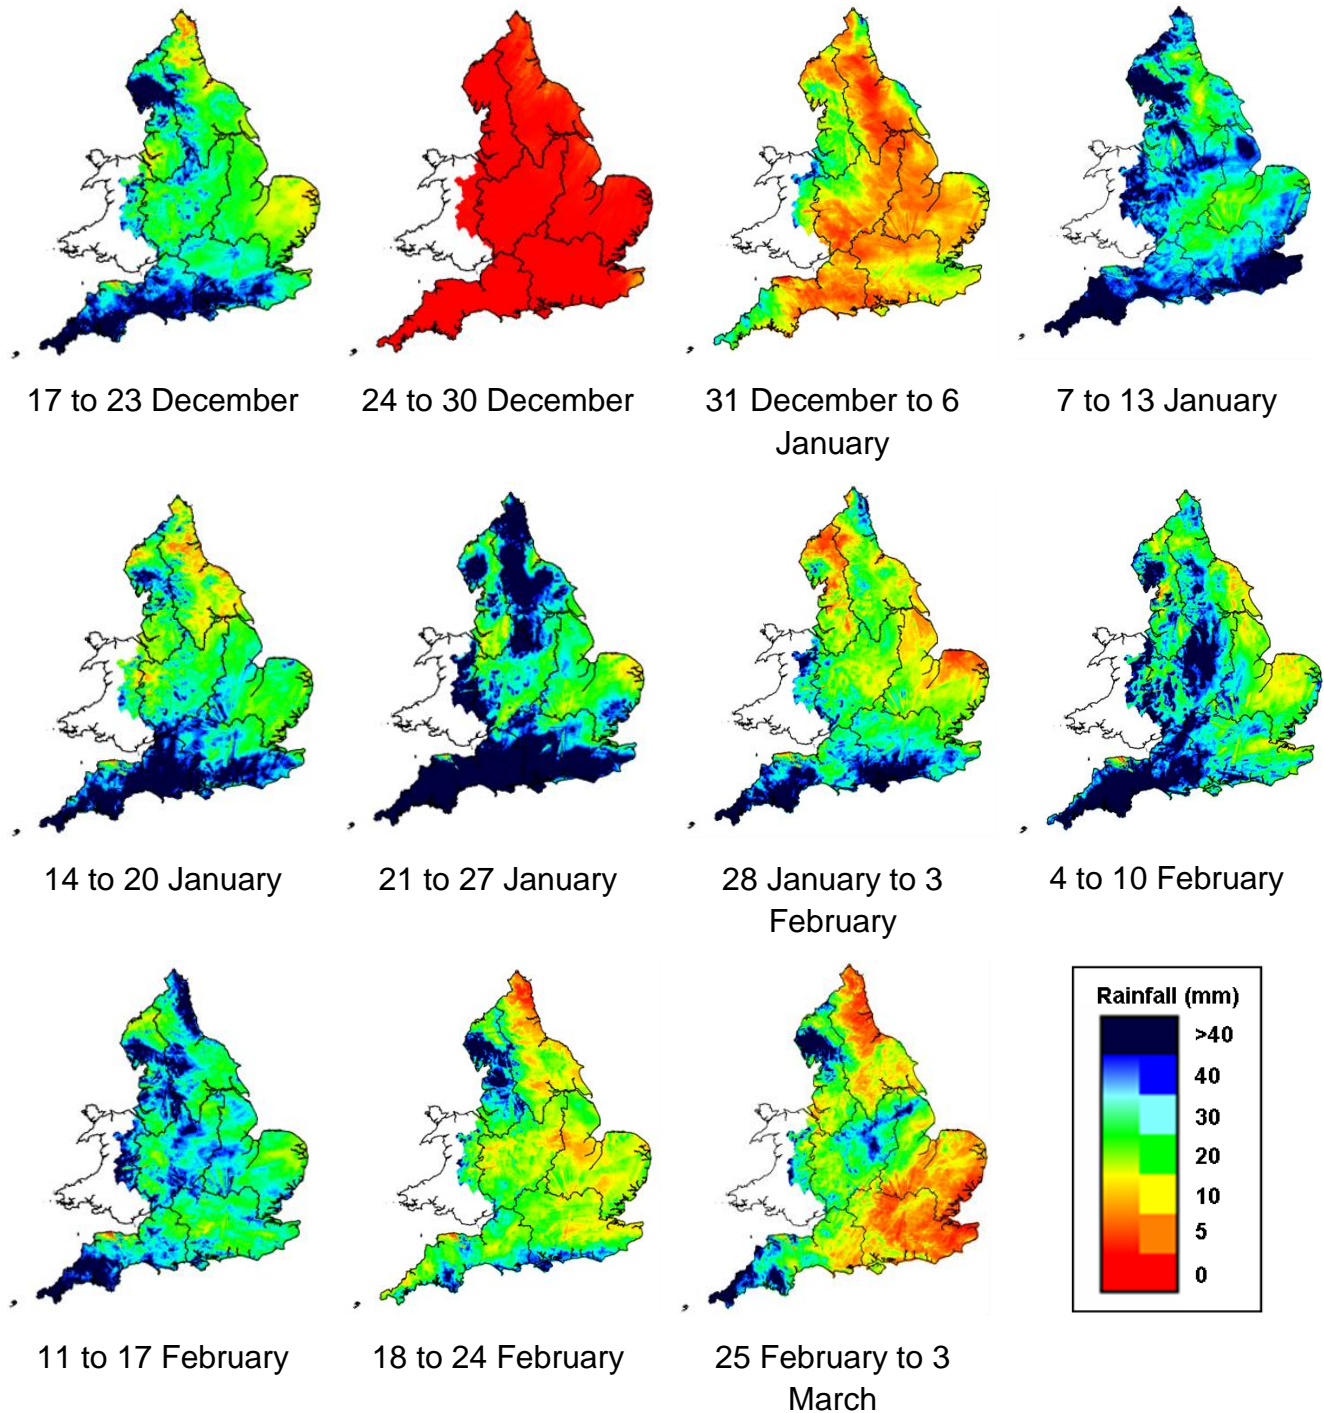 17 to 23 December
24 to 30 December
31 December to 6
January
7 to 13 January
14 to 20 January
21 to 27 January
28 January to 3
February
4 to 10 February
11 to 17 February
18 to 24 February
25 February to 3
March
Rainfall (mm)
>40
40
30
20
10
5
0